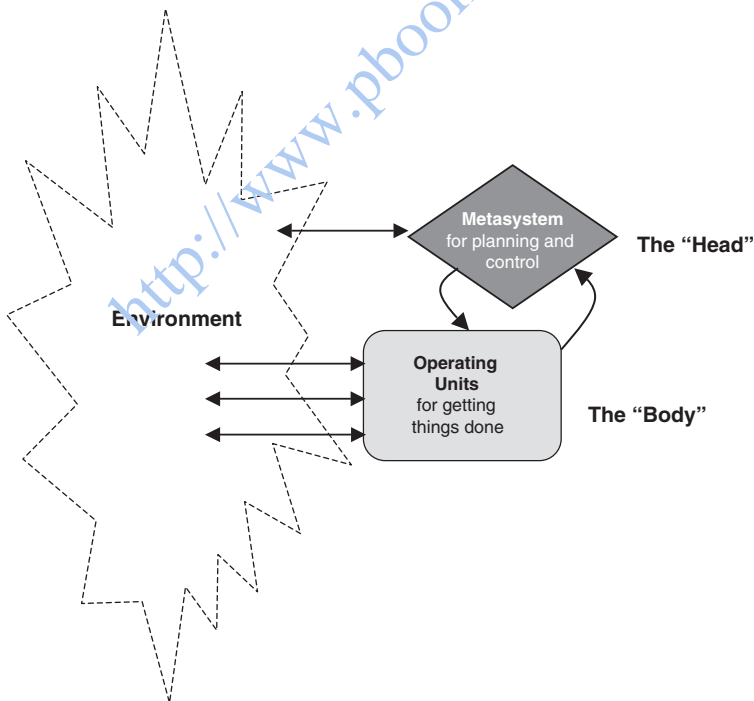 http://www.pboo
Metasystem
for planning and
control
The “Head”
Environment
Operating
Units
for getting
things done
The “Body”